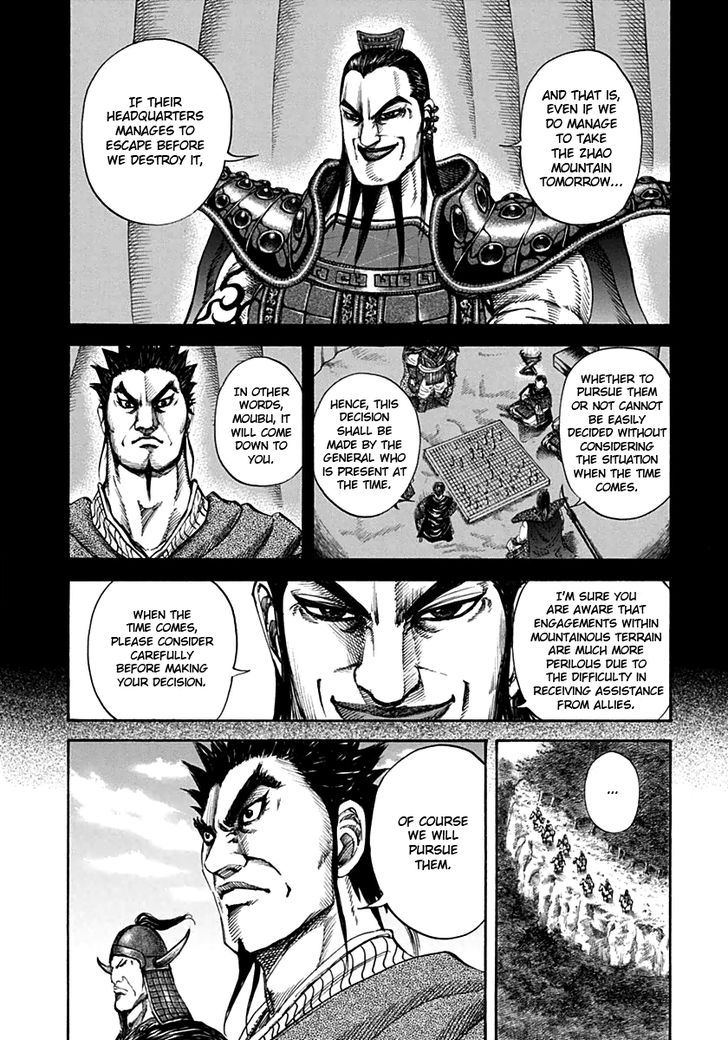 AND THAT IS,
EVEN IF WE
DO MANAGE
TO TAKE
THE ZHAO
MOUNTAIN
TOMORROW...
IF THEIR
HEADQUARTERS
MANAGES
TO ESCAPE
BEFORE
WE DESTROY IT,
WHETHER TO
PURSUE THEM
OR NOT CANNOT
BE EASILY
DECIDED WITHOUT
CONSIDERING
THE SITUATION
WHEN THE TIME
COMES.
HENCE, THIS
DECISION
SHALL BE
MADE BY THE
GENERAL WHO
IS PRESENT AT
THE TIME.
IN OTHER
WORDS,
MOUBU, IT
WILL COME
DOWN TO
YOU.
I'M SURE YOU
ARE AWARE THAT
ENGAGEMENTS WITHIN
MOUNTAINOUS TERRAIN
ARE MUCH MORE
PERILOUS DUE TO
THE DIFFICULTY IN
RECEIVING ASSISTANCE
FROM ALLIES.
WHEN THE
TIME COMES,
PLEASE CONSIDER
CAREFULLY
BEFORE MAKING
YOUR DECISION.
...
OF COURSE
WE WILL
PURSUE
THEM.